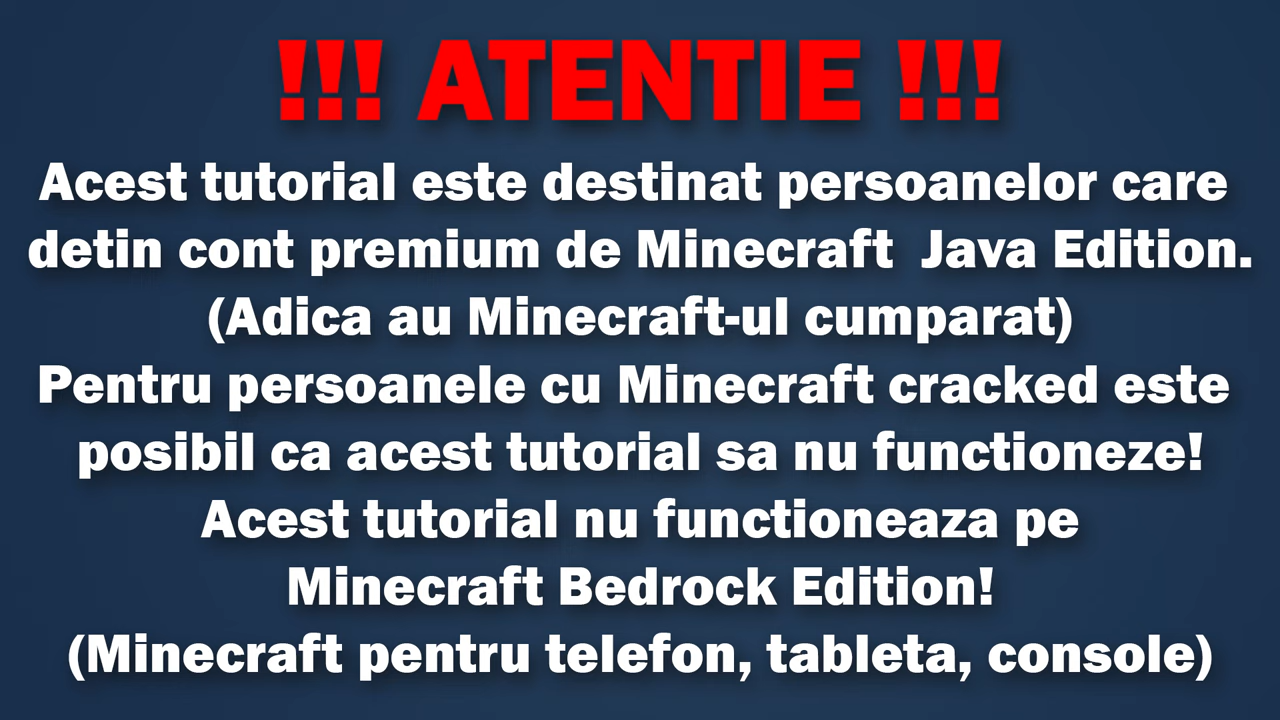 !!! ATENTIE !!!
Acest tutorial este destinat persoanelor care
detin cont premium de Minecraft  Java Edition.
(Adica au Minecraft-ul cumparat)
Pentru persoanele cu Minecraft cracked este
posibil ca acest tutorial sa nu functioneze!
Acest tutorial nu functioneaza pe
Minecraft Bedrock Edition!
(Minecraft pentru telefon, tableta, console)